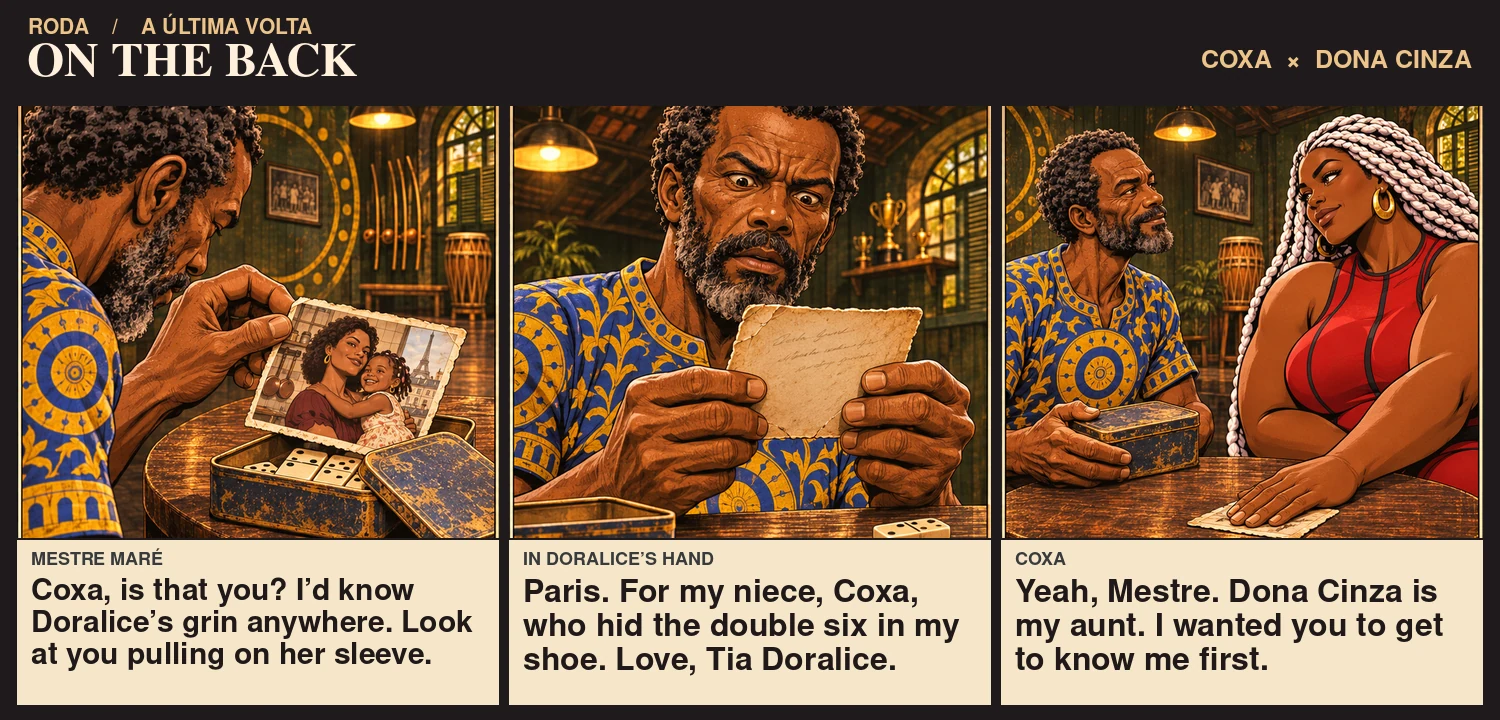 RODA / A ÚLTIMA VOLTA
ON THE BACK
COXA × DONA CINZA
MESTRE MARÉ
Coxa, is that you? I’d know
Doralice’s grin anywhere. Look
at you pulling on her sleeve.
IN DORALICE’S HAND
Paris. For my niece, Coxa,
who hid the double six in my
shoe. Love, Tia Doralice.
COXA
Yeah, Mestre. Dona Cinza is
my aunt. I wanted you to get
to know me first.